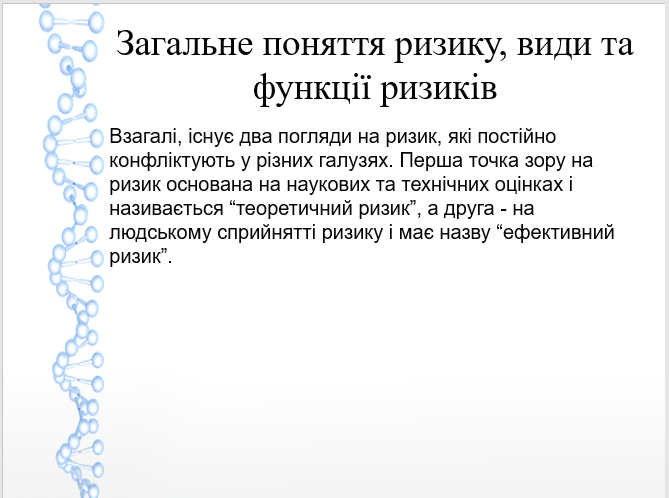 Загальне поняття ризику, види та
функції ризиків
Взагалі, існує два погляди на ризик, які постійно
конфліктують у різних галузях. Перша точка зору на
ризик основана на наукових та технічних оцінках і
називається “теоретичний ризик”, а друга - на
людському сприйнятті ризику і має назву “ефективний
ризик”.